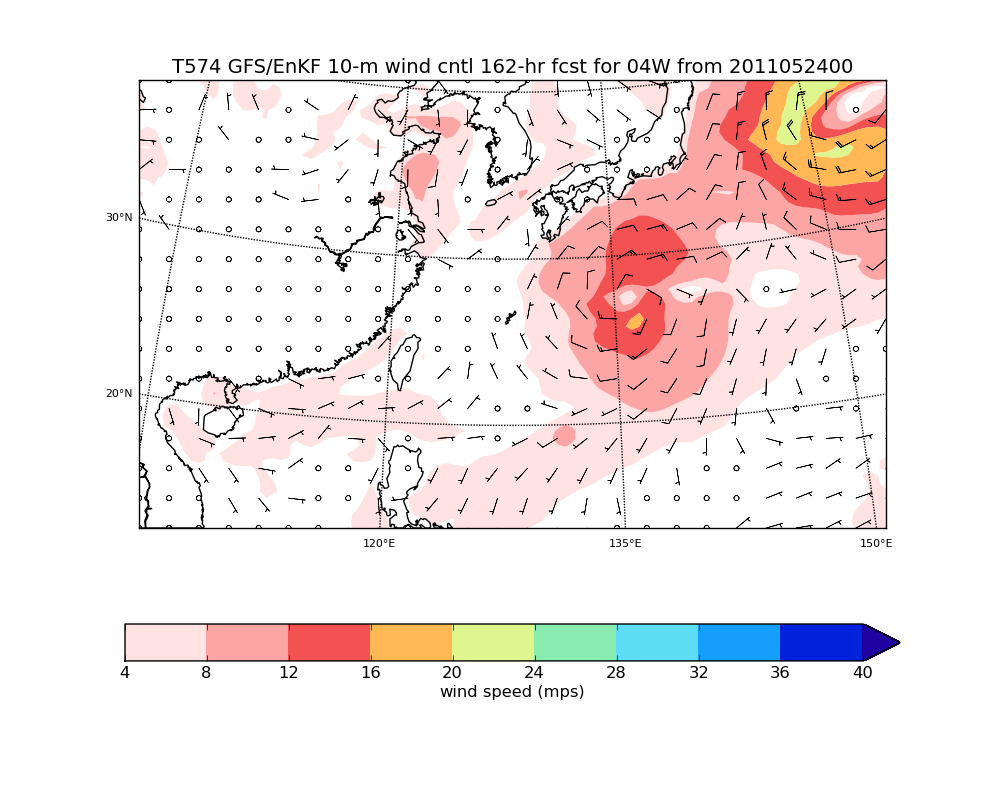 T574 GFS/EnKF 10-m wind cntl 162-hr fcst for 04W from 2011052400
30°N
20°N
120°E 135°E 150°E
4 8 12 16 20 24 28 32 36 40
wind speed (mps)